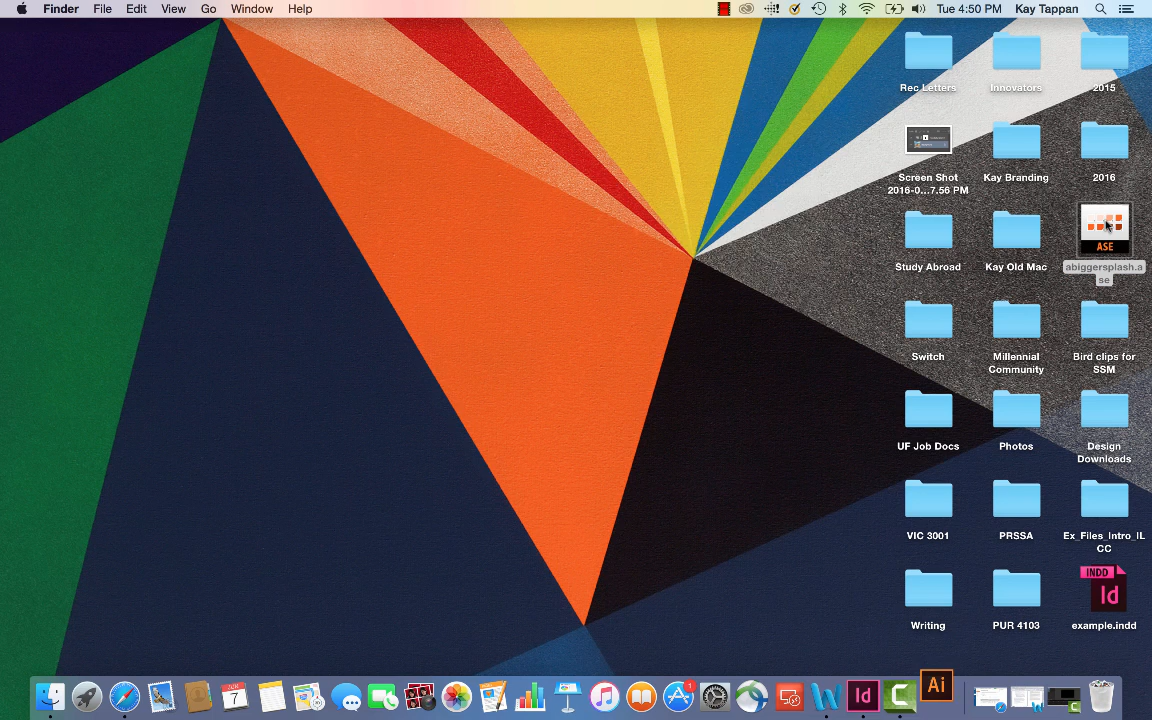 Finder File Edit View Go Window Help Tue 4:50 PM Kay Tappan
Rec Letters
Innovators
2015
Screen Shot
2016-0...7.56 PM
Kay Branding
2016
ASE
Study Abroad
Kay Old Mac
abiggersplash.a
se
Switch
Millennial
Community
Bird clips for
SSM
UF Job Docs
Photos
Design
Downloads
VIC 3001
PRSSA
Ex_Files_Intro_IL
CC
INDD
Id
Writing
PUR 4103
example.indd
7
1
Id
Ai